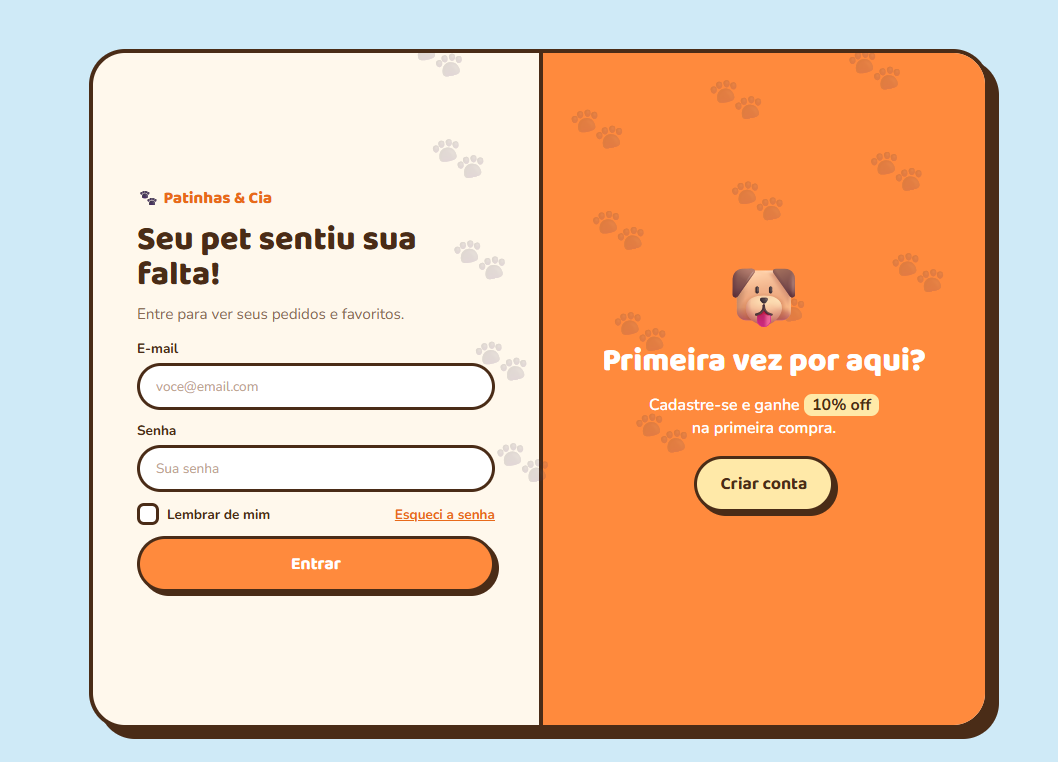 Patinhas & Cia
Seu pet sentiu sua
falta!
Entre para ver seus pedidos e favoritos.
E-mail
voce@email.com
Senha
Sua senha
Lembrar de mim
Esqueci a senha
Entrar
Primeira vez por aqui?
Cadastre-se e ganhe 10% off
na primeira compra.
Criar conta